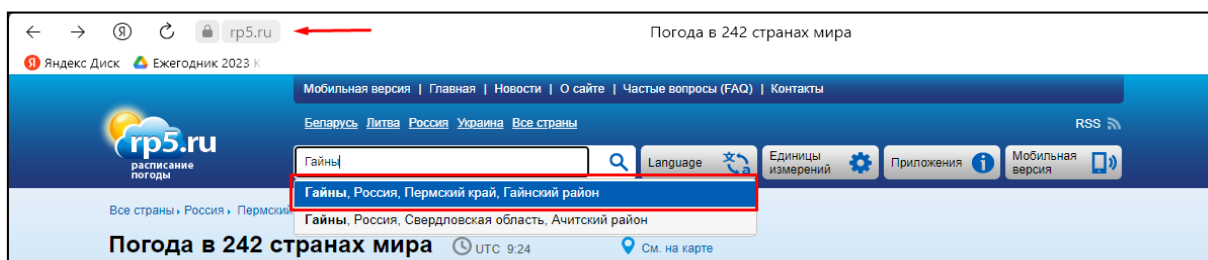 rp5.ru
Погода в 242 странах мира
Яндекс Диск Ежегодник 2023 К
Мобильная версия | Главная | Новости | О сайте | Частые вопросы (FAQ) | Контакты
Беларусь Литва Россия Украина Все страны
RSS
rp5.ru
расписание
погоды
Гайны
Language
Единицы
измерений
Приложения
Мобильная
версия
Гайны, Россия, Пермский край, Гайнский район
Гайны, Россия, Свердловская область, Ачитский район
Все страны › Россия › Пермский
Погода в 242 странах мира
UTC 9:24
См. на карте